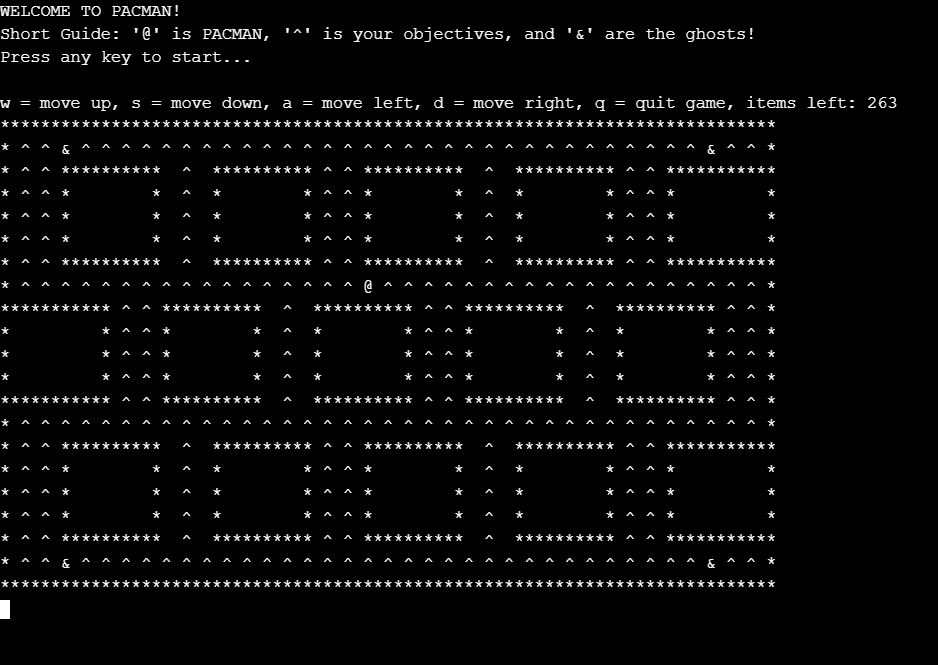 WELCOME TO PACMAN!
Short Guide: '@' is PACMAN, '^' is your objectives, and '&' are the ghosts!
Press any key to start...
w = move up, s = move down, a = move left, d = move right, q = quit game, items left: 263
*****************************************************************************
* ^ ^ & ^ ^ ^ ^ ^ ^ ^ ^ ^ ^ ^ ^ ^ ^ ^ ^ ^ ^ ^ ^ ^ ^ ^ ^ ^ ^ ^ ^ ^ ^ ^ & ^ ^ *
* ^ ^ **********  ^  ********** ^ ^ **********  ^  ********** ^ ^ ***********
* ^ ^ *        *  ^  *        * ^ ^ *        *  ^  *        * ^ ^ *         *
* ^ ^ *        *  ^  *        * ^ ^ *        *  ^  *        * ^ ^ *         *
* ^ ^ *        *  ^  *        * ^ ^ *        *  ^  *        * ^ ^ *         *
* ^ ^ **********  ^  ********** ^ ^ **********  ^  ********** ^ ^ ***********
* ^ ^ ^ ^ ^ ^ ^ ^ ^ ^ ^ ^ ^ ^ ^ ^ ^ @ ^ ^ ^ ^ ^ ^ ^ ^ ^ ^ ^ ^ ^ ^ ^ ^ ^ ^ ^ *
*********** ^ ^ **********  ^  ********** ^ ^ **********  ^  ********** ^ ^ *
*         * ^ ^ *        *  ^  *        * ^ ^ *        *  ^  *        * ^ ^ *
*         * ^ ^ *        *  ^  *        * ^ ^ *        *  ^  *        * ^ ^ *
*         * ^ ^ *        *  ^  *        * ^ ^ *        *  ^  *        * ^ ^ *
*********** ^ ^ **********  ^  ********** ^ ^ **********  ^  ********** ^ ^ *
* ^ ^ ^ ^ ^ ^ ^ ^ ^ ^ ^ ^ ^ ^ ^ ^ ^ ^ ^ ^ ^ ^ ^ ^ ^ ^ ^ ^ ^ ^ ^ ^ ^ ^ ^ ^ ^ *
* ^ ^ **********  ^  ********** ^ ^ **********  ^  ********** ^ ^ ***********
* ^ ^ *        *  ^  *        * ^ ^ *        *  ^  *        * ^ ^ *         *
* ^ ^ *        *  ^  *        * ^ ^ *        *  ^  *        * ^ ^ *         *
* ^ ^ *        *  ^  *        * ^ ^ *        *  ^  *        * ^ ^ *         *
* ^ ^ **********  ^  ********** ^ ^ **********  ^  ********** ^ ^ ***********
* ^ ^ & ^ ^ ^ ^ ^ ^ ^ ^ ^ ^ ^ ^ ^ ^ ^ ^ ^ ^ ^ ^ ^ ^ ^ ^ ^ ^ ^ ^ ^ ^ ^ & ^ ^ *
*****************************************************************************